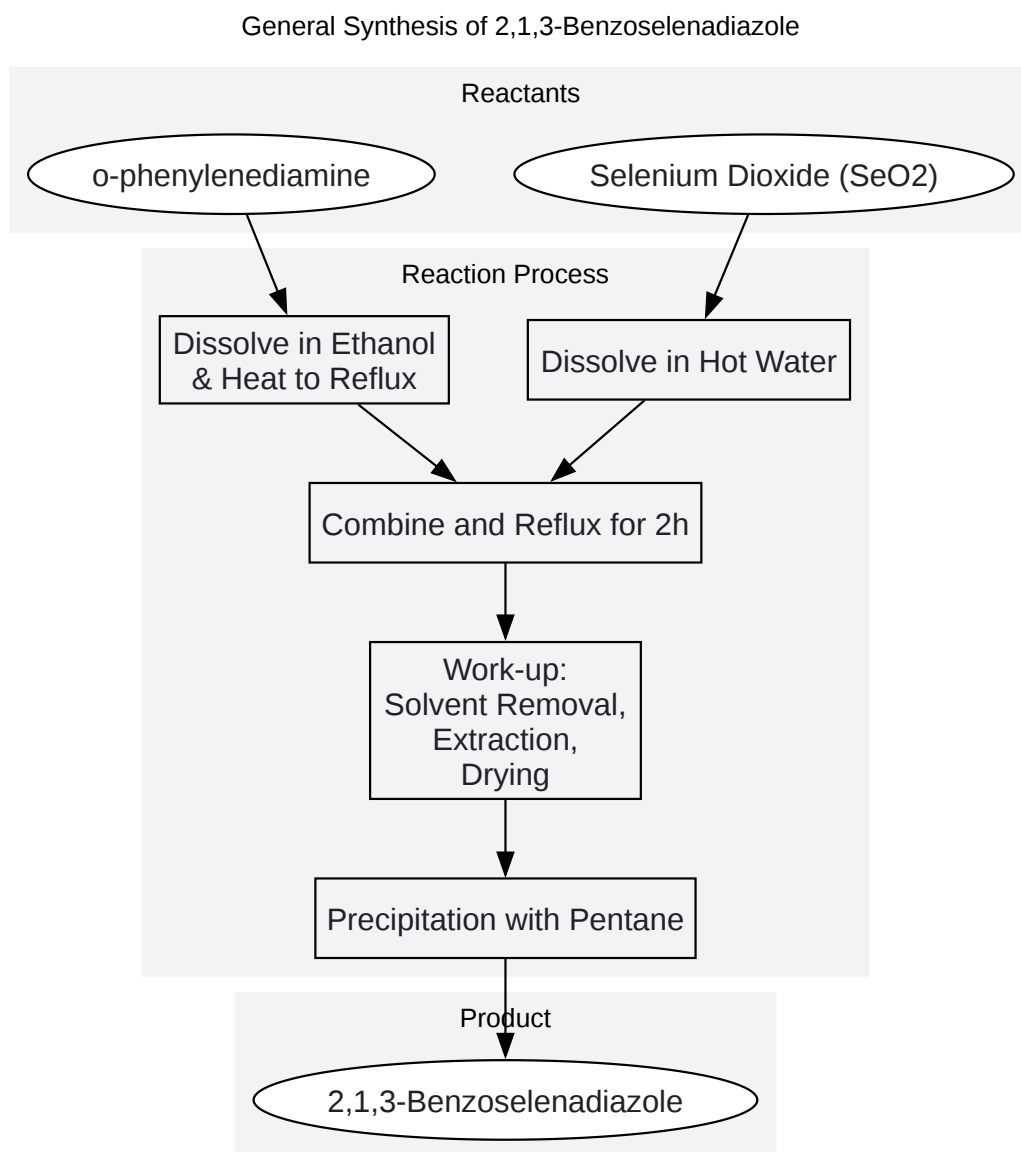 General Synthesis of 2,1,3-Benzoselenadiazole
Reactants
o-phenylenediamine
Selenium Dioxide (SeO2)
Reaction Process
Dissolve in Ethanol
& Heat to Reflux
Dissolve in Hot Water
Combine and Reflux for 2h
Work-up:
Solvent Removal,
Extraction,
Drying
Precipitation with Pentane
Product
2,1,3-Benzoselenadiazole